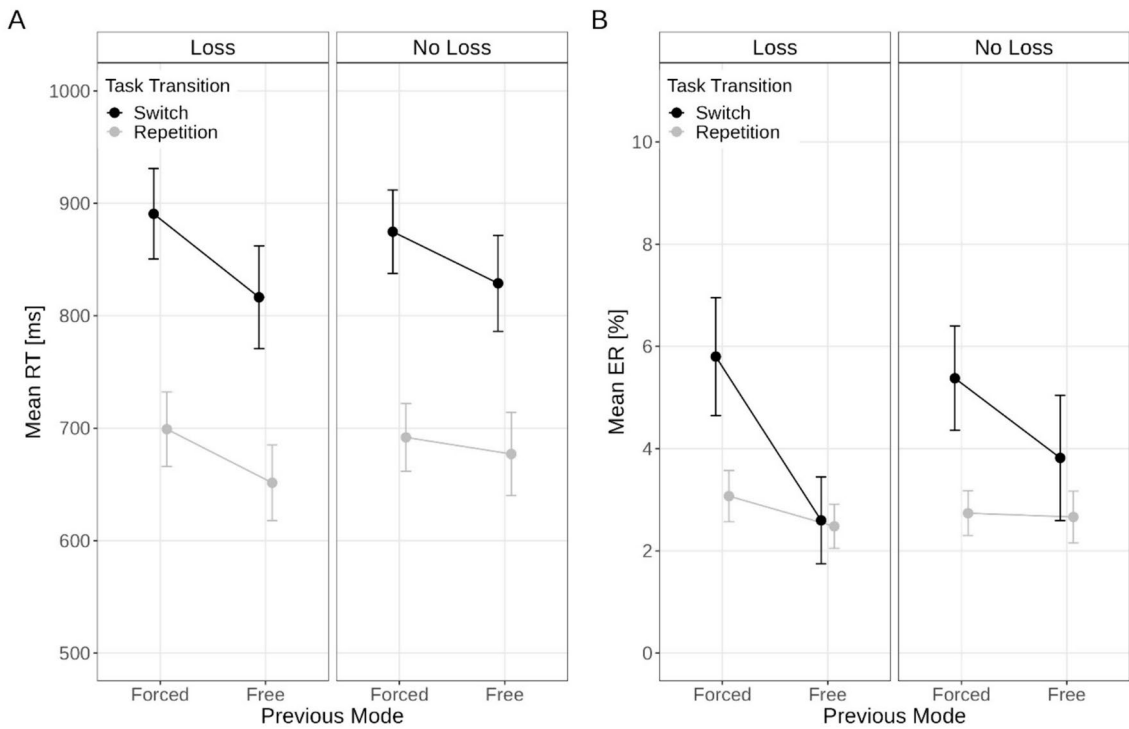 A
Loss
No Loss
Task Transition
Switch
Repetition
1000
900
800
700
600
500
Mean RT [ms]
Forced
Free
Forced
Free
Previous Mode
B
Loss
No Loss
Task Transition
Switch
Repetition
10
8
6
4
2
0
Mean ER [%]
Forced
Free
Forced
Free
Previous Mode